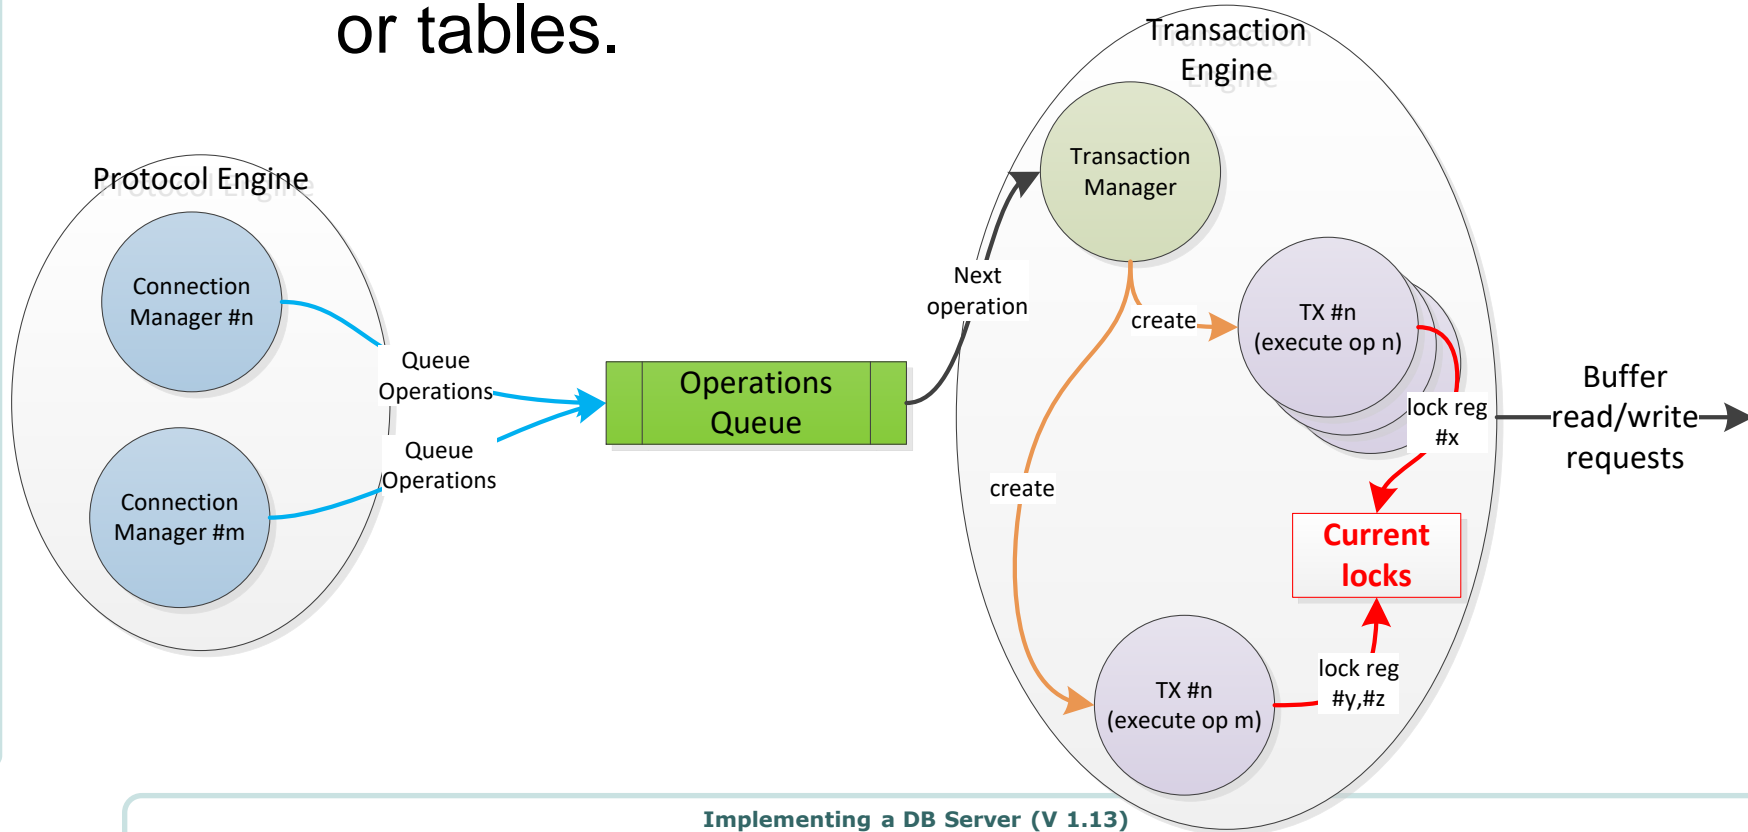 or tables.
Transaction
Engine
Transaction
Manager
Protocol Engine
Connection
Manager #n
Next
operation
create
TX #n
(execute op n)
Queue
Operations
Operations
Queue
Buffer
read/write
requests
lock reg
#x
Queue
Operations
create
Connection
Manager #m
Current
locks
lock reg
#y,#z
TX #n
(execute op m)
Implementing a DB Server (V 1.13)